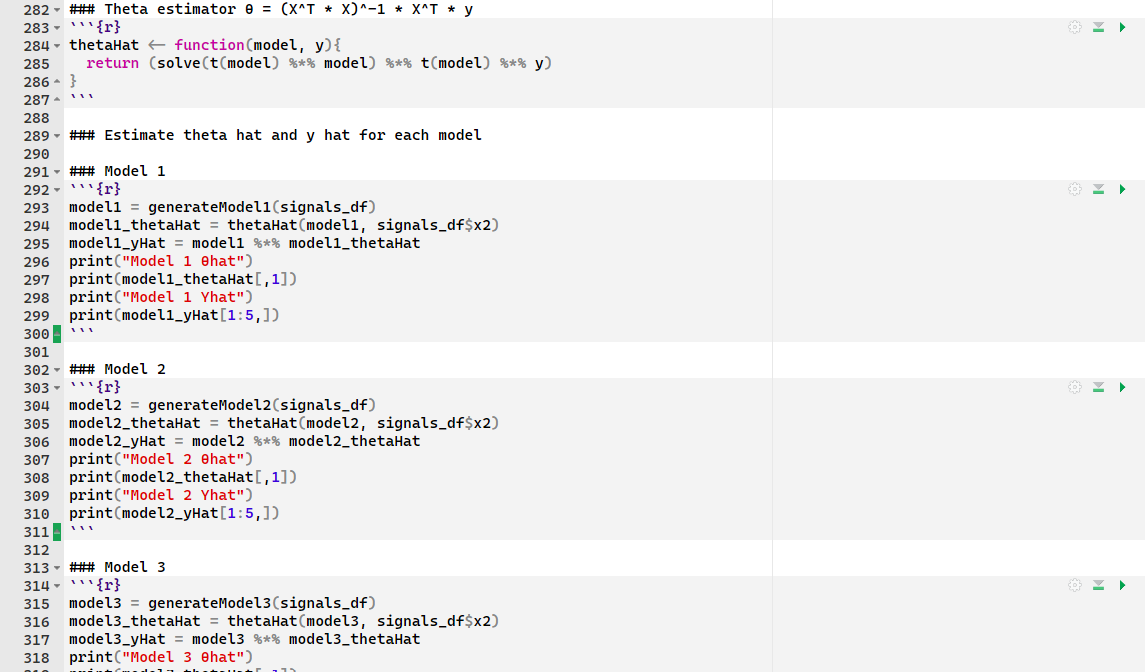 282 ### Theta estimator θ = (X^T * X)^-1 * X^T * y
283 ```{r}
284 thetaHat <- function(model, y){
285   return (solve(t(model) %*% model) %*% t(model) %*% y)
286 }
287 ```
288
289 ### Estimate theta hat and y hat for each model
290
291 ### Model 1
292 ```{r}
293 model1 = generateModel1(signals_df)
294 model1_thetaHat = thetaHat(model1, signals_df$x2)
295 model1_yHat = model1 %*% model1_thetaHat
296 print("Model 1 θhat")
297 print(model1_thetaHat[,1])
298 print("Model 1 Yhat")
299 print(model1_yHat[1:5,])
300 ```
301
302 ### Model 2
303 ```{r}
304 model2 = generateModel2(signals_df)
305 model2_thetaHat = thetaHat(model2, signals_df$x2)
306 model2_yHat = model2 %*% model2_thetaHat
307 print("Model 2 θhat")
308 print(model2_thetaHat[,1])
309 print("Model 2 Yhat")
310 print(model2_yHat[1:5,])
311 ```
312
313 ### Model 3
314 ```{r}
315 model3 = generateModel3(signals_df)
316 model3_thetaHat = thetaHat(model3, signals_df$x2)
317 model3_yHat = model3 %*% model3_thetaHat
318 print("Model 3 θhat")